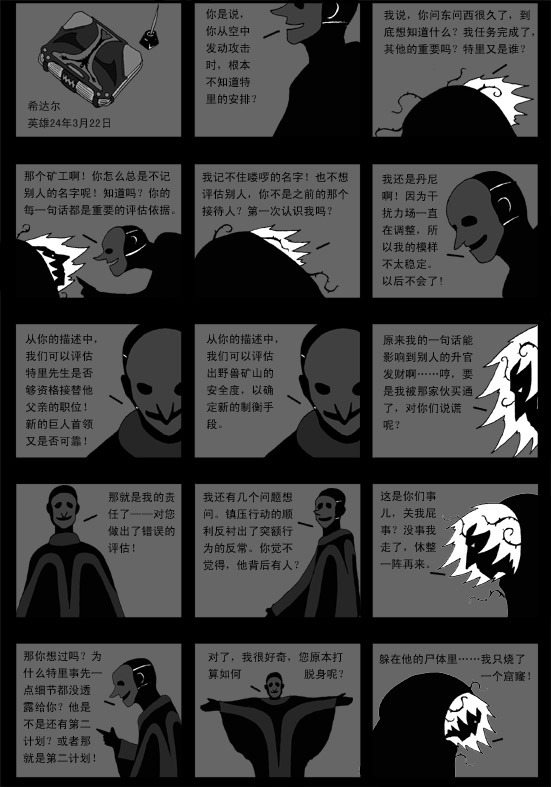 希达尔
英雄24年3月22日
你是说，
你从空中
发动攻击
时，根本
不知道特
里的安排？
我说，你问东问西很久了，到
底想知道什么？我任务完成了，
其他的重要吗？特里又是谁？
那个矿工啊！你怎么总是不记
别人的名字呢！知道吗？你的
每一句话都是重要的评估依据。
我记不住喽啰的名字！也不想
评估别人，你不是之前的那个
接待人？第一次认识我吗？
我还是丹尼
啊！因为干
扰力场一直
在调整，所
以我的模样
不太稳定。
以后不会了！
从你的描述中，
我们可以评估
特里先生是否
够资格接替他
父亲的职位！
新的巨人首领
又是否可靠！
从你的描述中，
我们可以评估
出野兽矿山的
安全度，以确
定新的制衡手
段。
原来我的一句话能
影响到别人的升官
发财啊……哼，要
是我被那家伙买通
了，对你们说谎
呢？
那就是我的责
任了——对您
做出了错误的
评估！
我还有几个问题想
问。镇压行动的顺
利反衬出了突额行
为的反常。你觉不
觉得，他背后有人？
这是你们事
儿，关我屁
事？没事我
走了，休整
一阵再来。
那你想过吗？为
什么特里事先一
点细节都没透
露给你？他是
不是还有第二
计划？或者那
就是第二计划！
对了，我很好奇，您原本打
算如何 脱身呢？
躲在他的尸体里……我只烧了
一个窟窿！